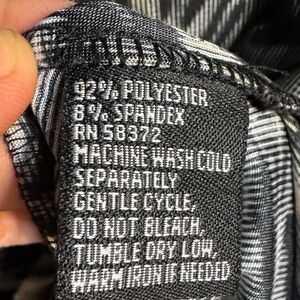 92% POLYESTER
8% SPANDEX
RN 58372
MACHINE WASH COLD
SEPARATELY
GENTLE CYCLE,
DO NOT BLEACH,
TUMBLE DRY LOW,
WARM IRON IF NEEDED